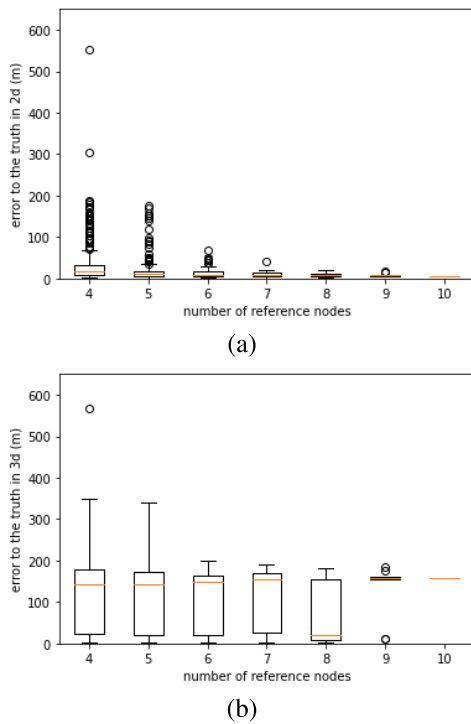 error to the truth in 2d (m)
600
500
400
300
200
100
0
4 5 6 7 8 9 10
number of reference nodes
(a)
error to the truth in 3d (m)
600
500
400
300
200
100
0
4 5 6 7 8 9 10
number of reference nodes
(b)